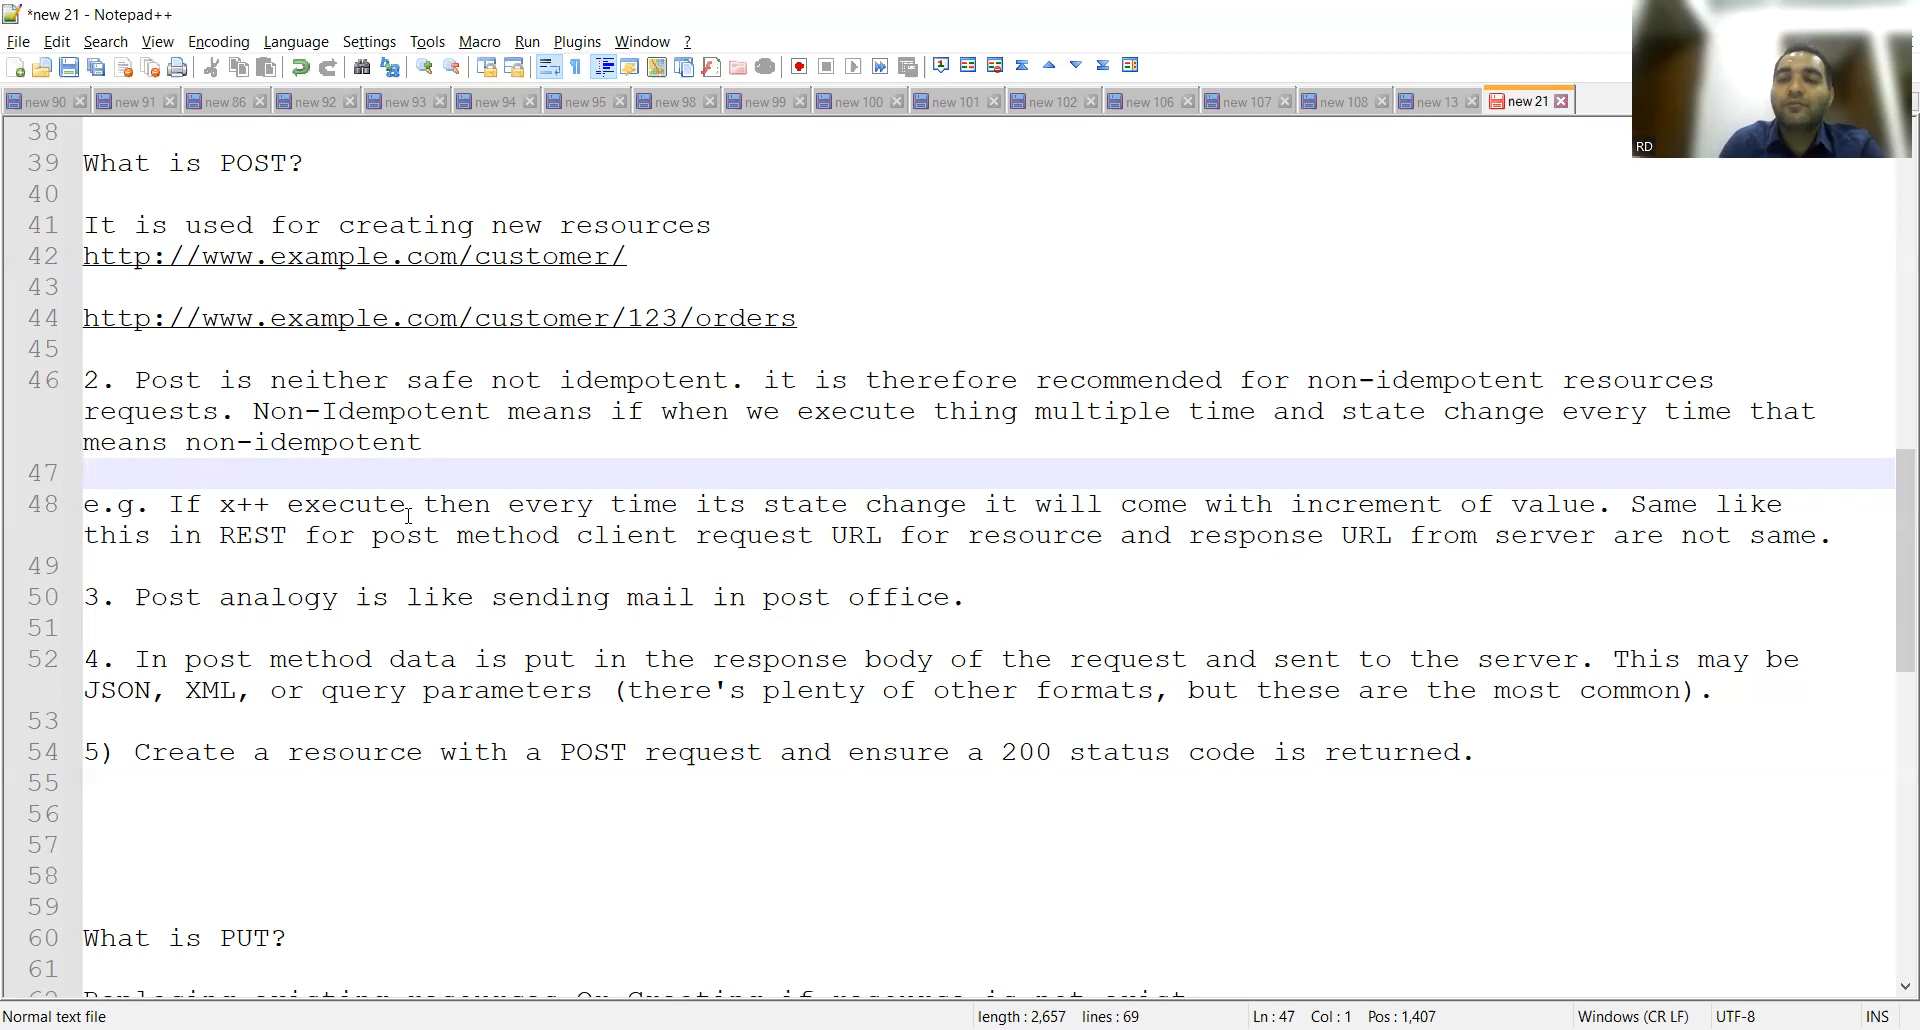 *new 21 - Notepad++
File Edit Search View Encoding Language Settings Tools Macro Run Plugins Window ?
new 90 new 91 new 86 new 92 new 93 new 94 new 95 new 98 new 99 new 100 new 101 new 102 new 106 new 107 new 108 new 13 new 21
RD
38
39 What is POST?
40
41 It is used for creating new resources
42 http://www.example.com/customer/
43
44 http://www.example.com/customer/123/orders
45
46 2. Post is neither safe not idempotent. it is therefore recommended for non-idempotent resources
requests. Non-Idempotent means if when we execute thing multiple time and state change every time that
means non-idempotent
47
48 e.g. If x++ execute then every time its state change it will come with increment of value. Same like
this in REST for post method client request URL for resource and response URL from server are not same.
49
50 3. Post analogy is like sending mail in post office.
51
52 4. In post method data is put in the response body of the request and sent to the server. This may be
JSON, XML, or query parameters (there's plenty of other formats, but these are the most common).
53
54 5) Create a resource with a POST request and ensure a 200 status code is returned.
55
56
57
58
59
60 What is PUT?
61
Normal text file length : 2,657 lines : 69 Ln : 47 Col : 1 Pos : 1,407 Windows (CR LF) UTF-8 INS